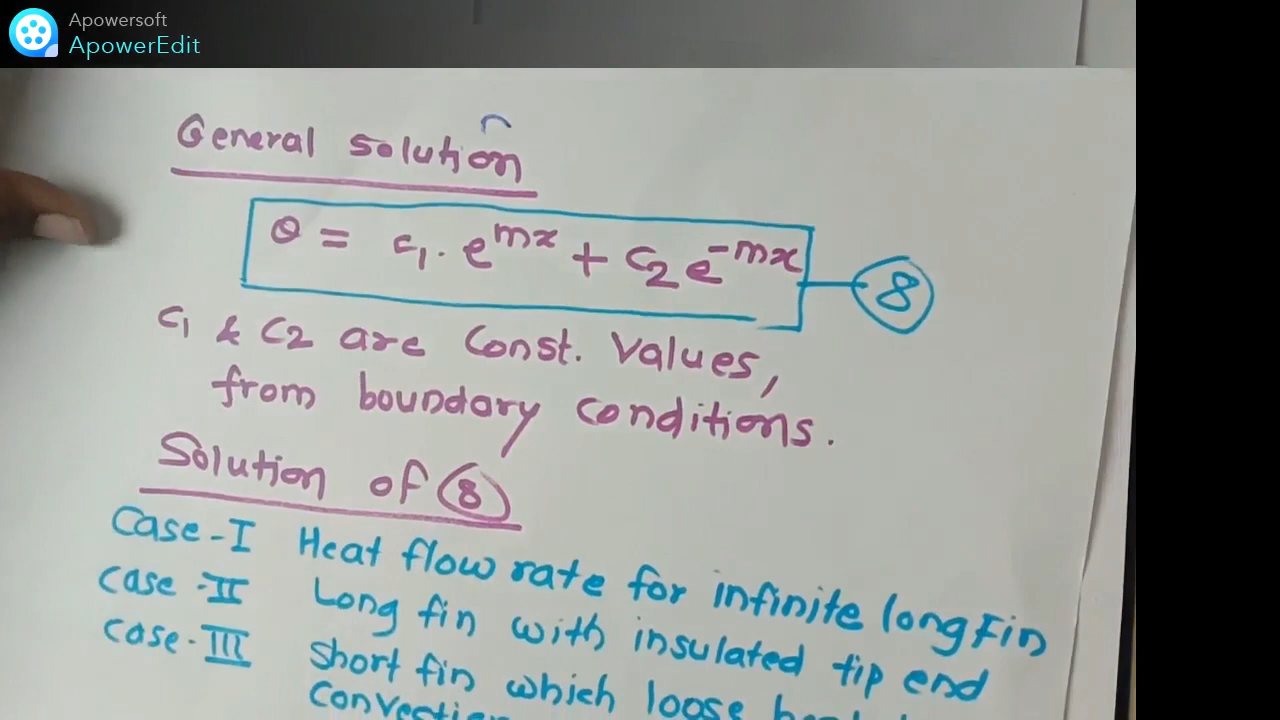 Apowersoft
ApowerEdit
General Solution
θ = C₁. e^mx + C₂ e^-mx — 8
C₁ & C₂ are Const. Values,
from boundary conditions.
Solution of 8
Case-I Heat flow rate for infinite long Fin
Case-II Long fin with insulated tip end
Case-III Short fin which loose